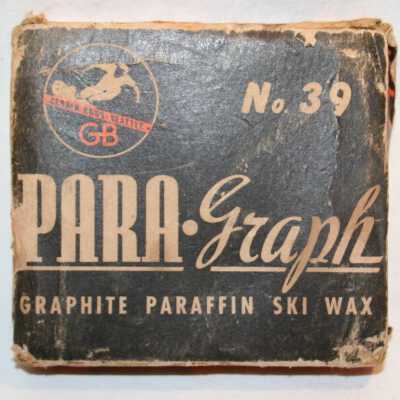 No 39
GB
PARA·Graph
GRAPHITE PARAFFIN SKI WAX